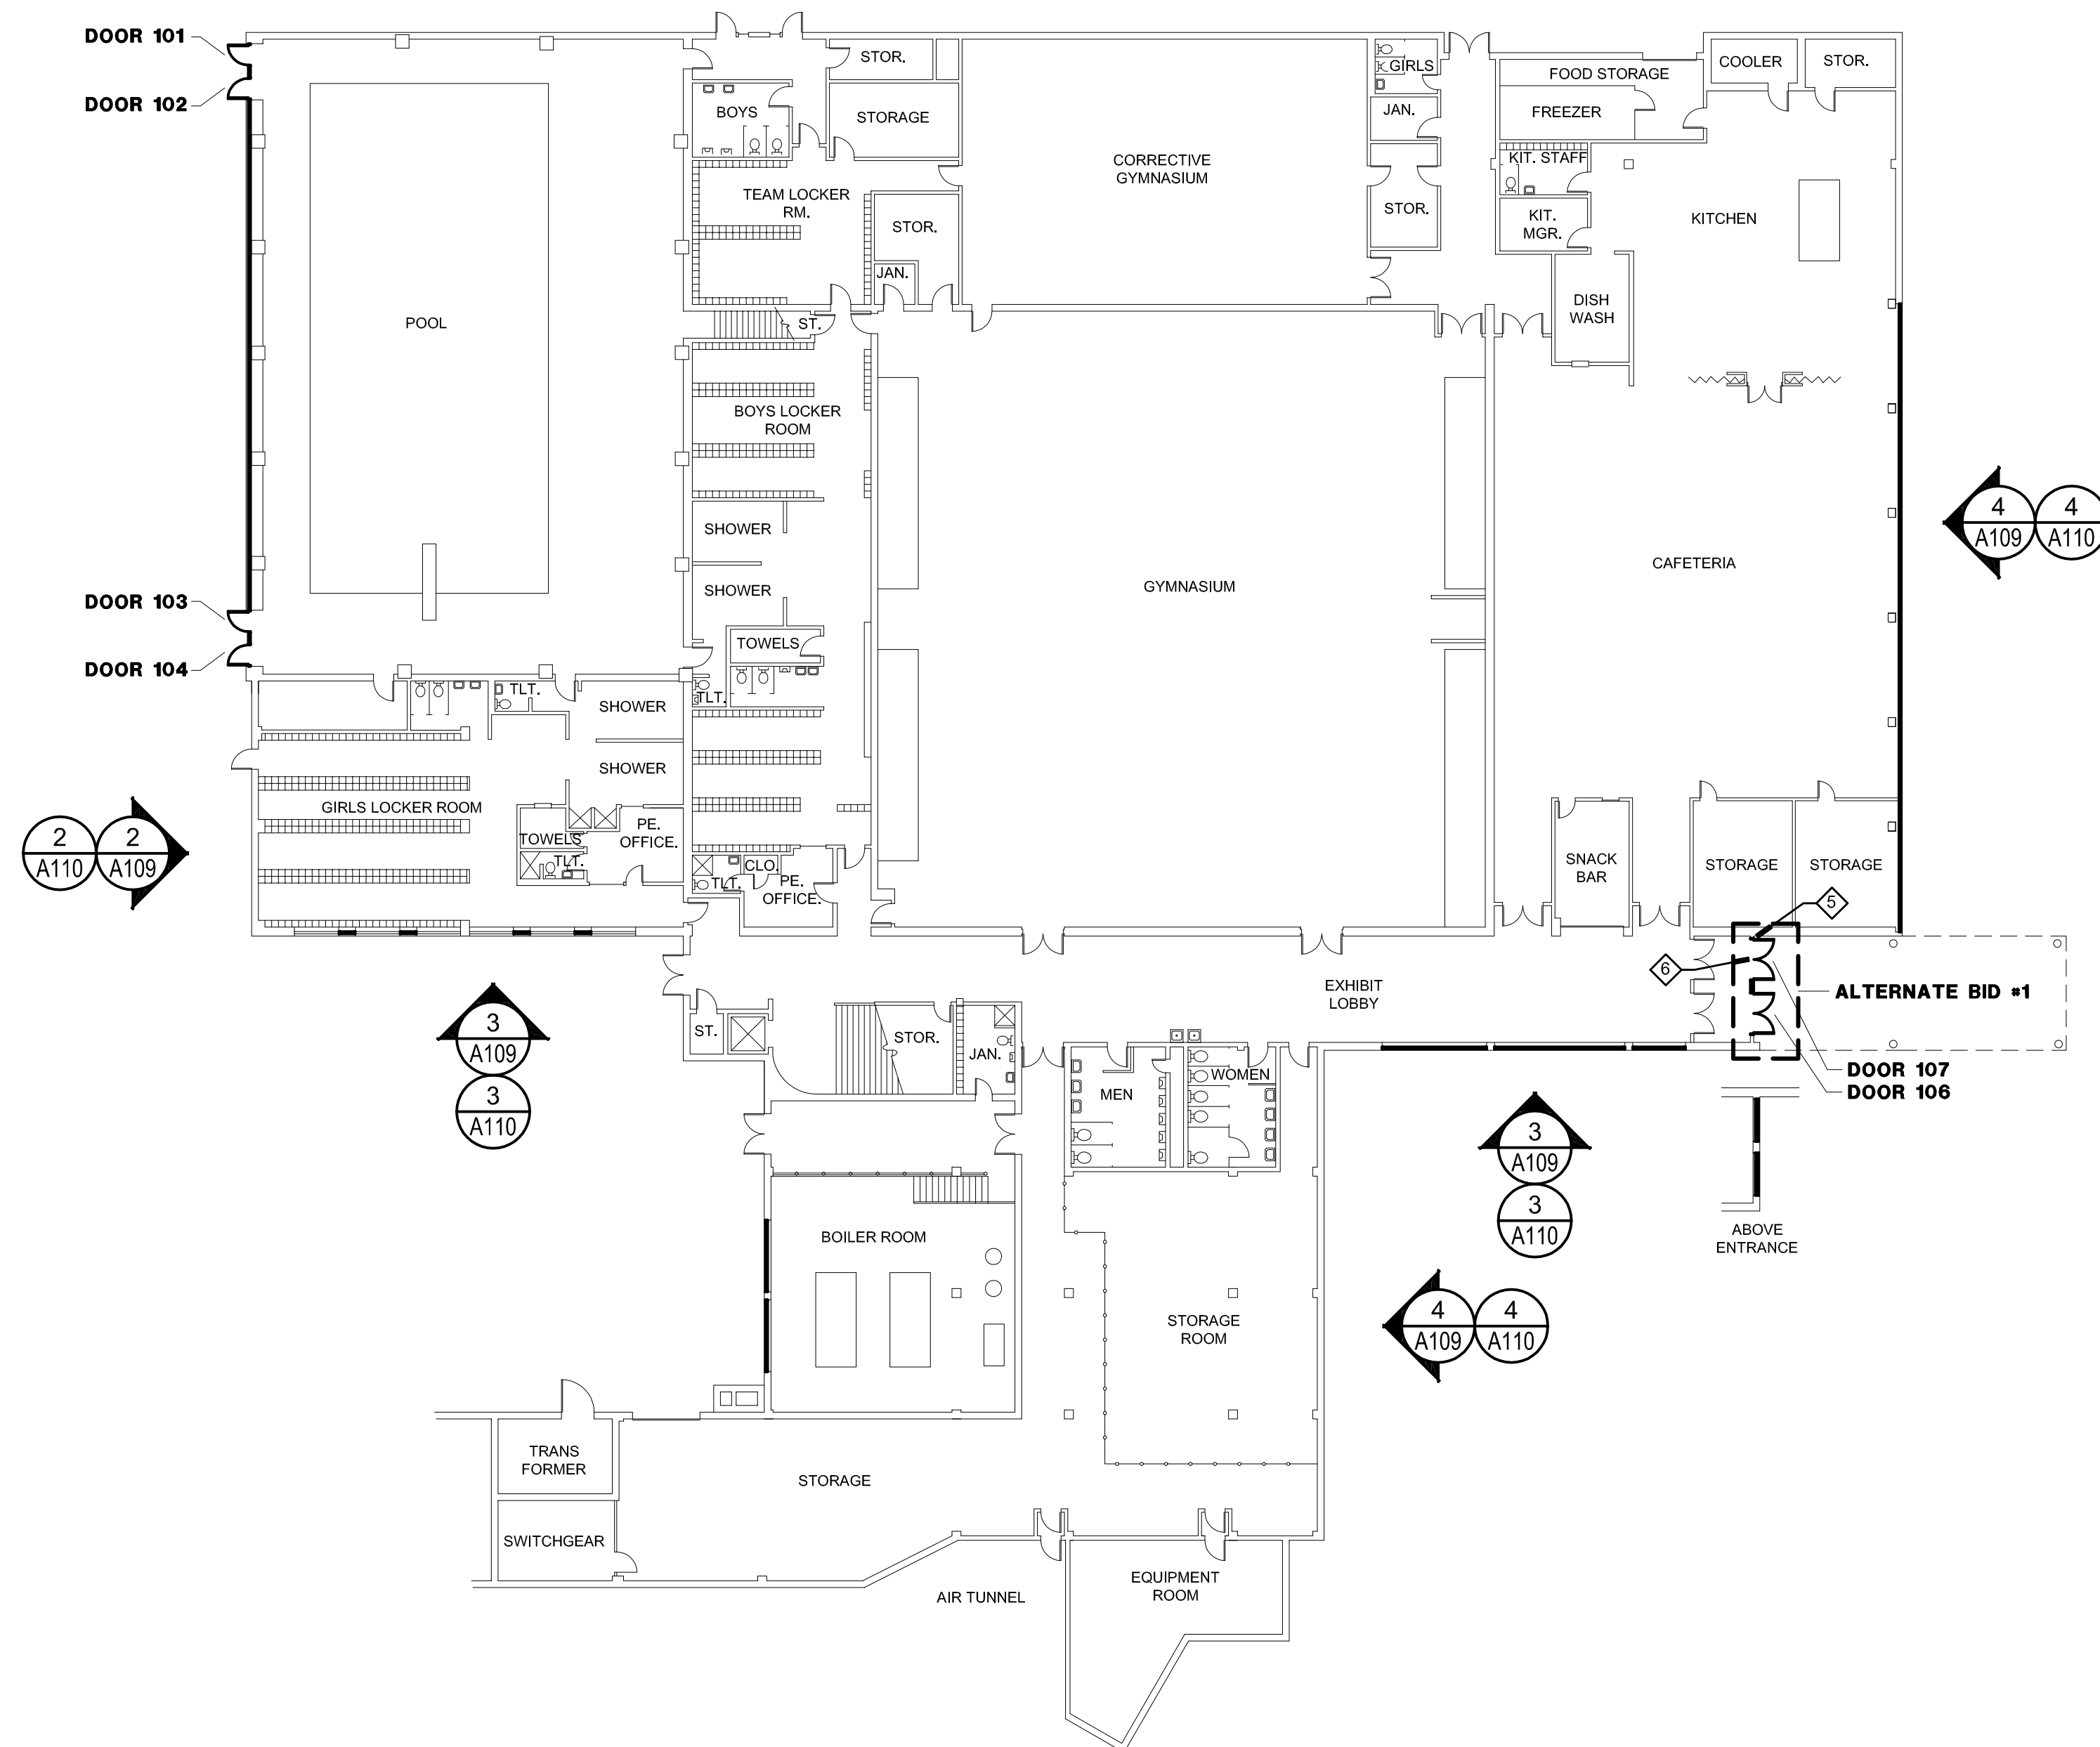 DOOR 101
DOOR 102
STOR.
GIRLS
COOLER
STOR.
FOOD STORAGE
BOYS
STORAGE
JAN.
FREEZER
CORRECTIVE
GYMNASIUM
KIT. STAFF
TEAM LOCKER
RM.
STOR.
STOR.
KIT.
MGR.
KITCHEN
JAN.
DISH
WASH
POOL
ST.
BOYS LOCKER
ROOM
SHOWER
4
A109
4
A110
CAFETERIA
GYMNASIUM
SHOWER
DOOR 103
TOWELS
DOOR 104
TLT.
TLT.
SHOWER
SHOWER
GIRLS LOCKER ROOM
PE.
OFFICE.
TOWELS
TLT.
2
A110
2
A109
CLO.
TLT.
PE.
OFFICE.
SNACK
BAR
STORAGE
STORAGE
5
6
EXHIBIT
LOBBY
ALTERNATE BID #1
3
A109
3
A110
ST.
STOR.
JAN.
MEN
WOMEN
DOOR 107
DOOR 106
3
A109
3
A110
ABOVE
ENTRANCE
BOILER ROOM
STORAGE
ROOM
4
A109
4
A110
TRANS
FORMER
STORAGE
SWITCHGEAR
AIR TUNNEL
EQUIPMENT
ROOM